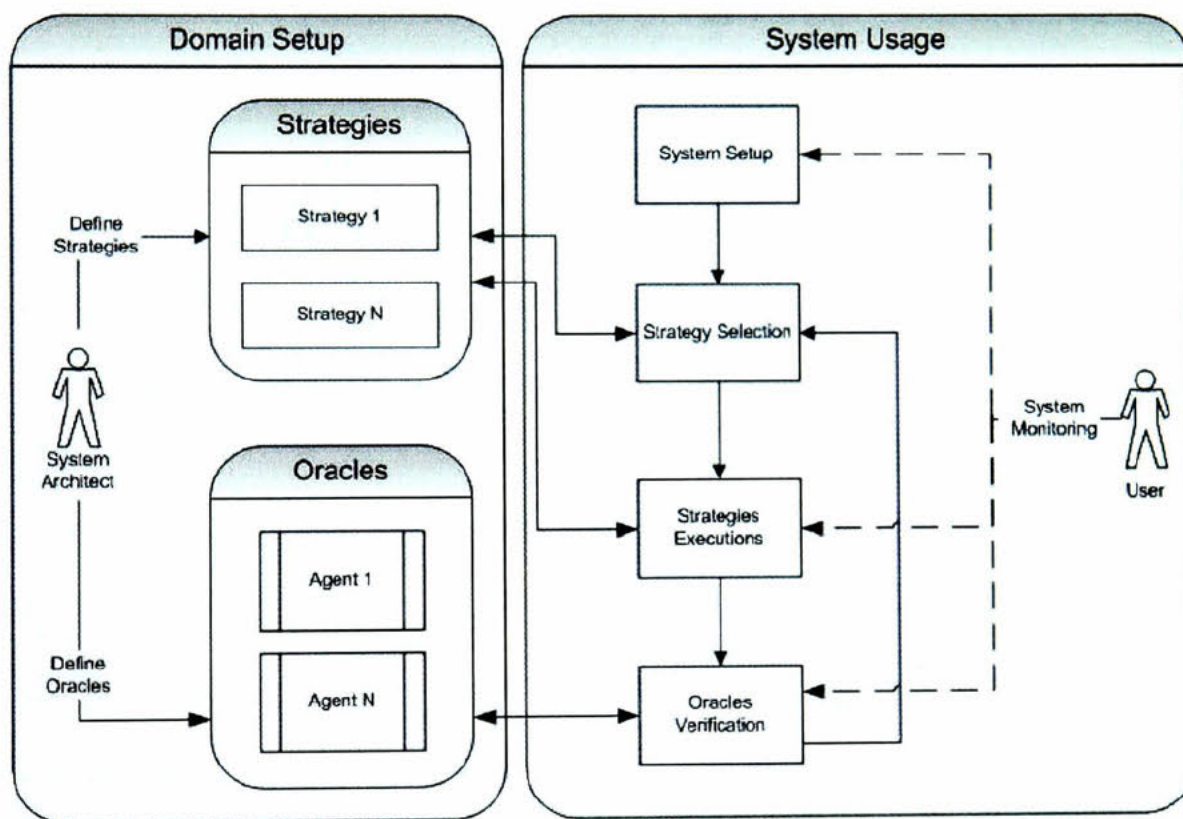 Domain Setup
Strategies
Strategy 1
Strategy N
Define
Strategies
System
Architect
Oracles
Agent 1
Agent N
Define
Oracles
System Usage
System Setup
Strategy Selection
Strategies
Executions
Oracles
Verification
System
Monitoring
User